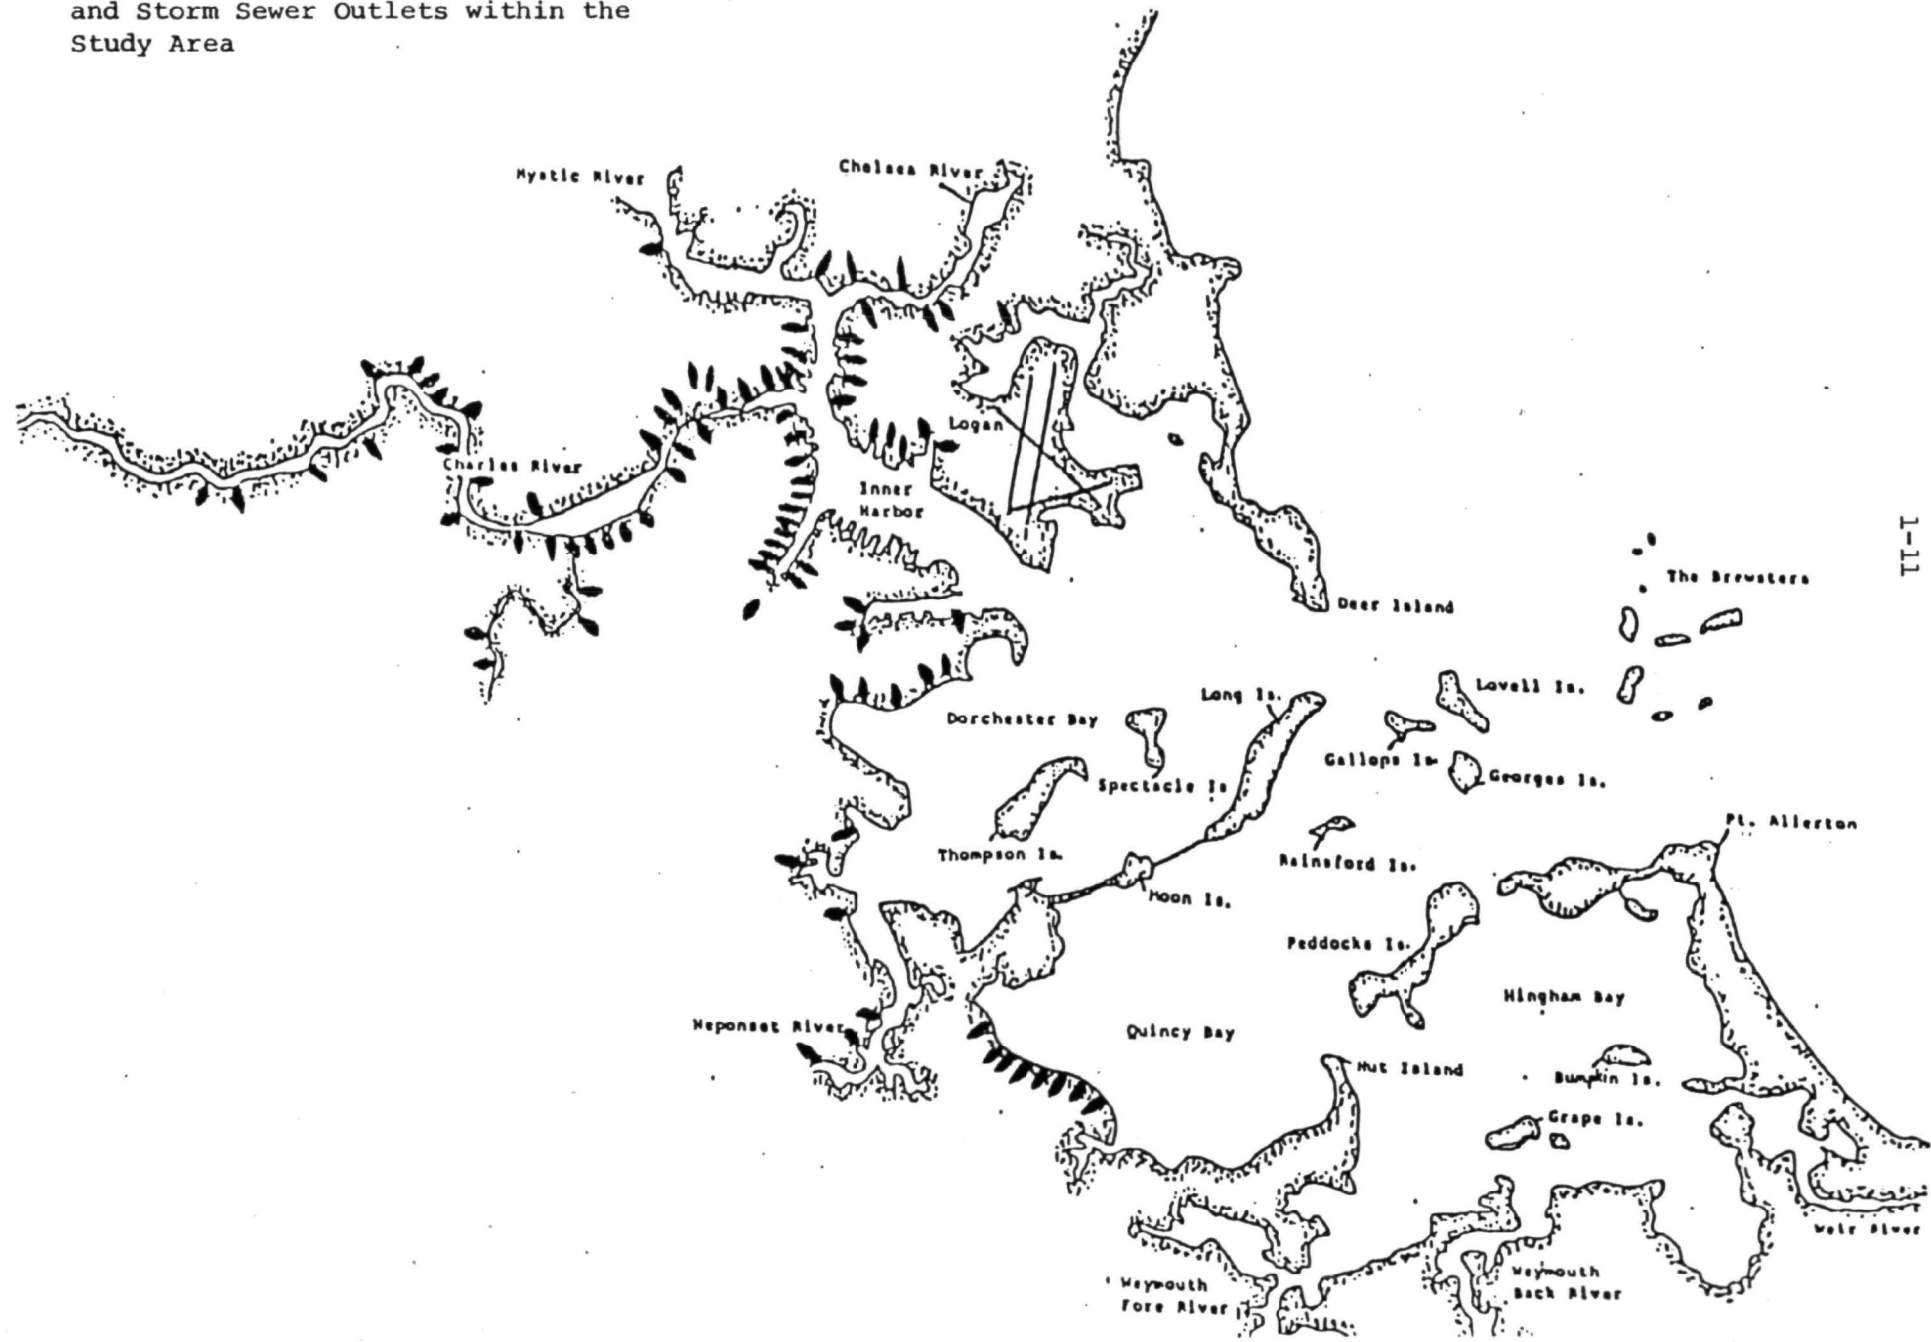 and Storm Sewer Outlets within the
Study Area
Mystic River
Chelsea River
Logan
Charles River
Inner
Harbor
1-11
The Brewsters
Deer Island
Lovell Is.
Long Is.
Dorchester Bay
Gallops Is.
Spectacle Is
Georges Is.
Pt. Allerton
Thompson Is.
Rainsford Is.
Moon Is.
Peddocks Is.
Hingham Bay
Neponset River
Quincy Bay
Nut Island
Bumpkin Is.
Grape Is.
Weir River
Weymouth
Back River
Weymouth
Fore River